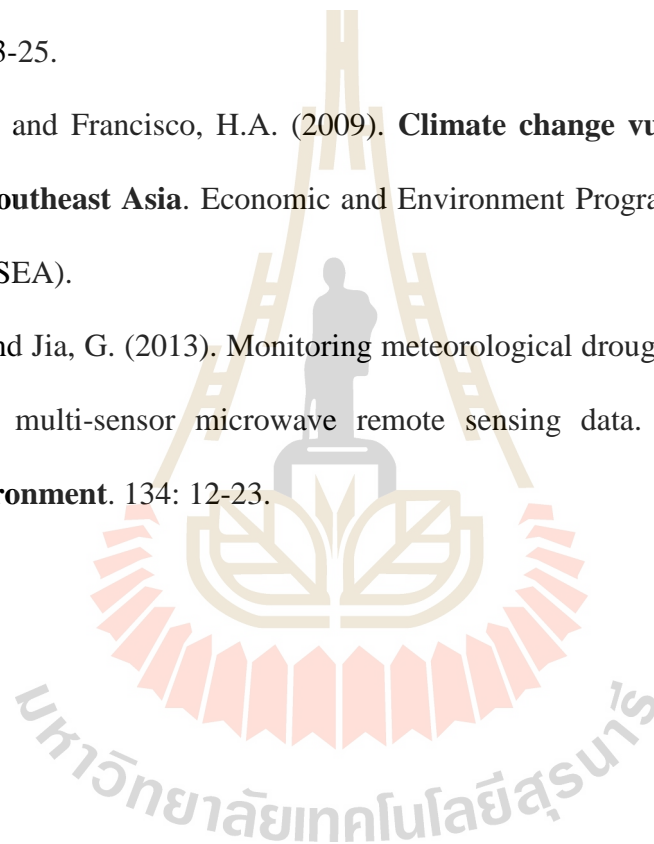 3-25.
and Francisco, H.A. (2009). Climate change vu
outheast Asia. Economic and Environment Progra
SEA).
nd Jia, G. (2013). Monitoring meteorological droug
multi-sensor microwave remote sensing data.
ronment. 134: 12-23.
มหาวิทยาลัยเทคโนโลยีสุรนารี